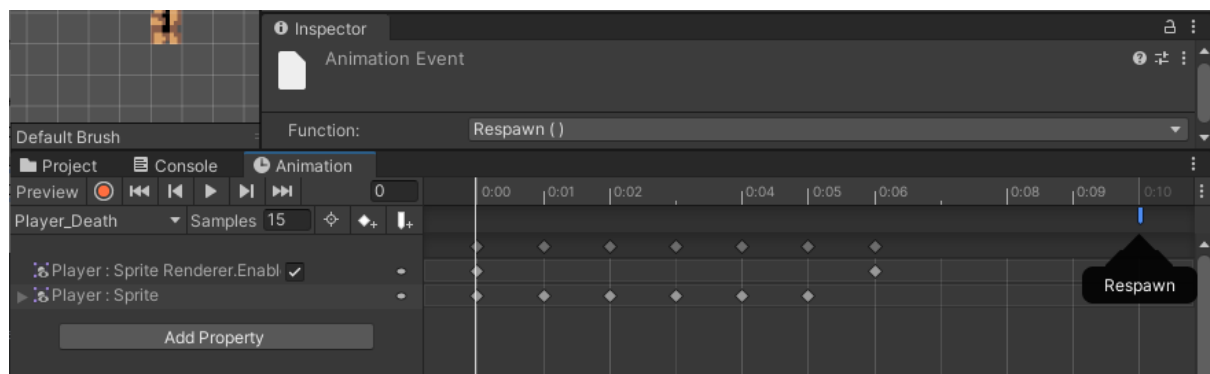 Inspector
Animation Event
Default Brush
Function:
Respawn ( )
Project
Console
Animation
Preview
0
0:00
0:01
0:02
0:04
0:05
0:06
0:08
0:09
0:10
Player_Death
Samples
15
Player : Sprite Renderer.Enabl
Player : Sprite
Respawn
Add Property